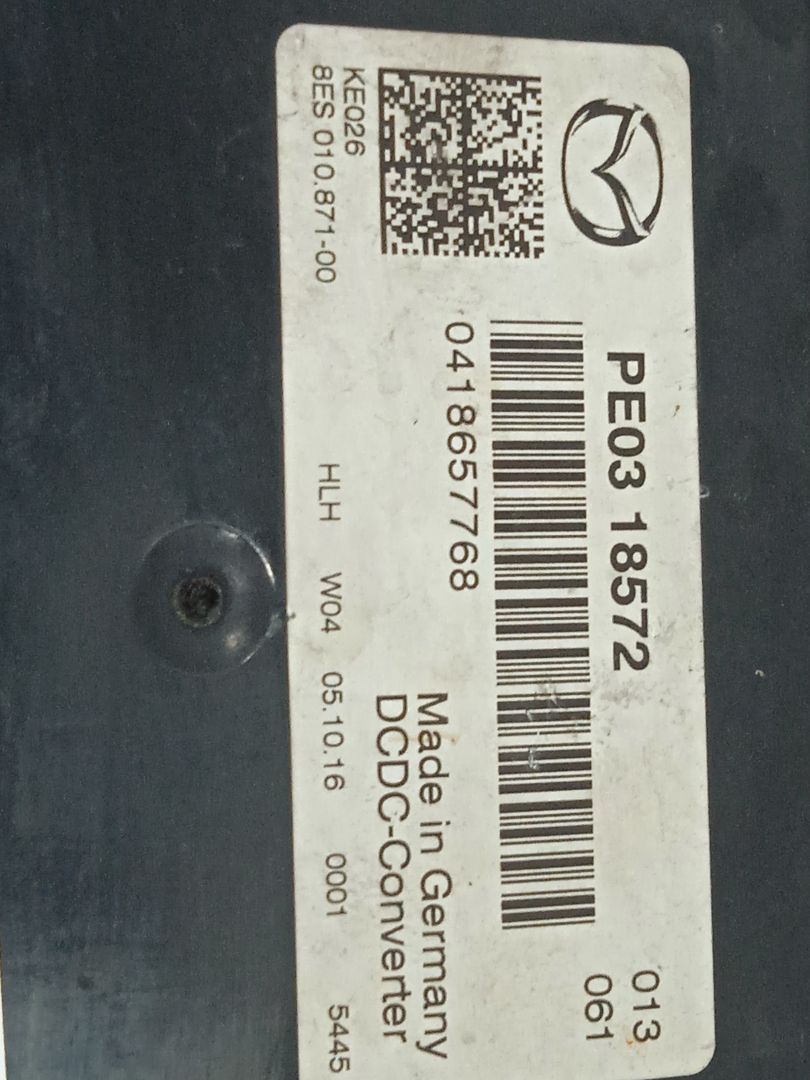 PE03 18572
013
061
0418657768
Made in Germany
DCDC-Converter
KE026
8ES 010.871-00 HLH W04 05.10.16 0001 5445